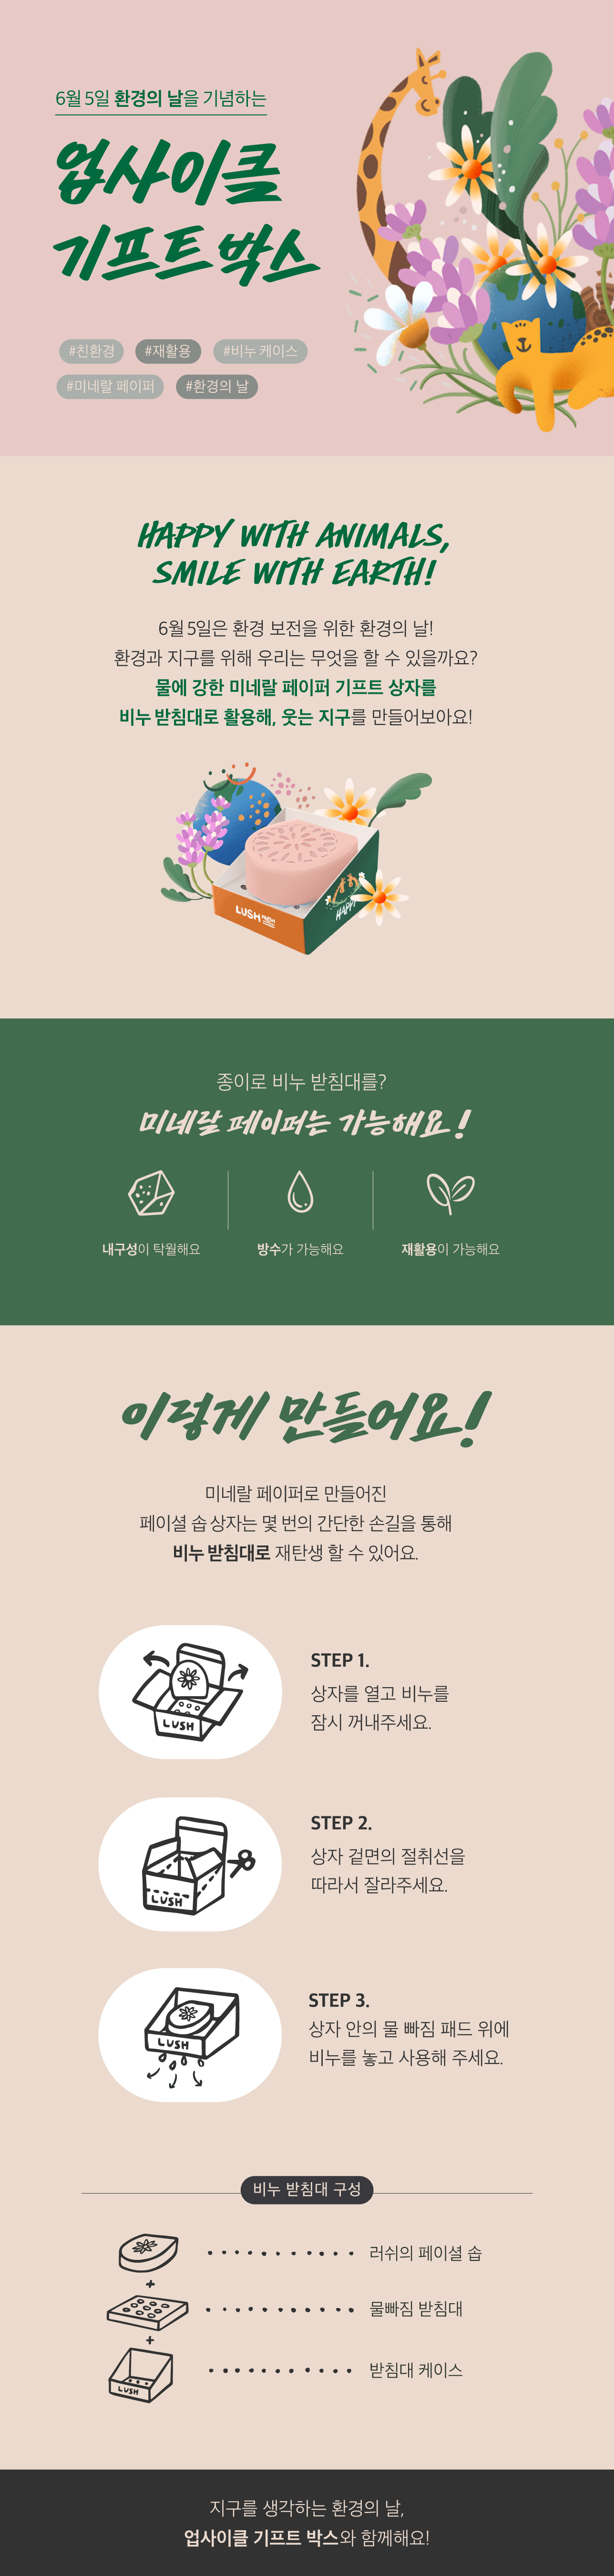 6월 5일 환경의 날을 기념하는
업사이클
기프트 박스
#친환경 #재활용 #비누 케이스
#미네랄 페이퍼 #환경의 날
HAPPY WITH ANIMALS,
SMILE WITH EARTH!
6월 5일은 환경 보전을 위한 환경의 날!
환경과 지구를 위해 우리는 무엇을 할 수 있을까요?
물에 강한 미네랄 페이퍼 기프트 상자를
비누 받침대로 활용해, 웃는 지구를 만들어보아요!
LUSH
HAPPY
종이로 비누 받침대를?
미네랄 페이퍼는 가능해요!
내구성이 탁월해요
방수가 가능해요
재활용이 가능해요
이렇게 만들어요!
미네랄 페이퍼로 만들어진
페이셜 솝 상자는 몇 번의 간단한 손길을 통해
비누 받침대로 재탄생 할 수 있어요.
LUSH
STEP 1.
상자를 열고 비누를
잠시 꺼내주세요.
LUSH
STEP 2.
상자 겉면의 절취선을
따라서 잘라주세요.
LUSH
STEP 3.
상자 안의 물 빠짐 패드 위에
비누를 놓고 사용해 주세요.
비누 받침대 구성
러쉬의 페이셜 솝
+
물빠짐 받침대
+
받침대 케이스
LUSH
지구를 생각하는 환경의 날,
업사이클 기프트 박스와 함께해요!